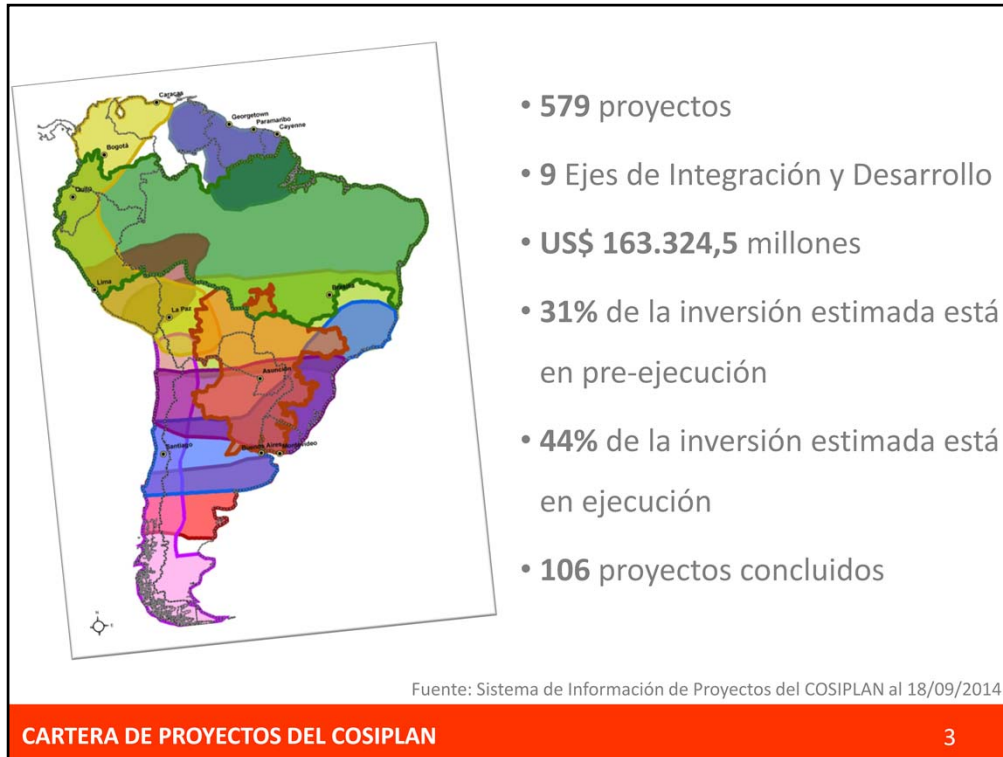 Caracas
Georgetown
Paramaribo
Cayenne
Bogotá
Quito
Lima
La Paz
Asunción
Santiago
Buenos Aires
Montevideo
• 579 proyectos
• 9 Ejes de Integración y Desarrollo
• US$ 163.324,5 millones
• 31% de la inversión estimada está
en pre-ejecución
• 44% de la inversión estimada está
en ejecución
• 106 proyectos concluidos
Fuente: Sistema de Información de Proyectos del COSIPLAN al 18/09/2014
CARTERA DE PROYECTOS DEL COSIPLAN
3